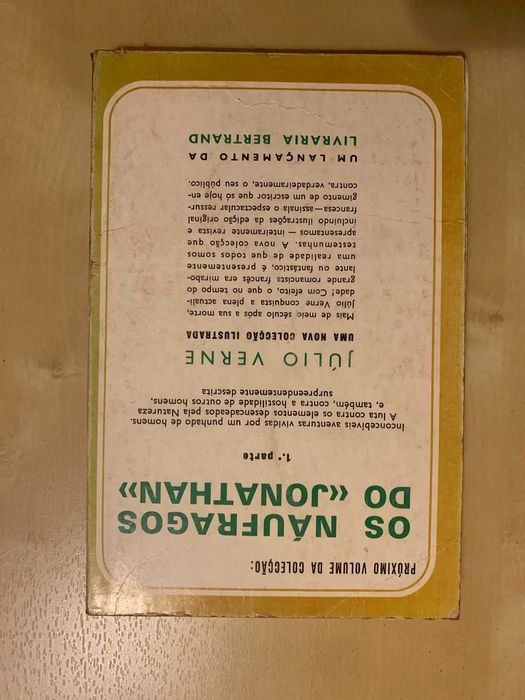 PRÓXIMO VOLUME DA COLECÇÃO:
OS NÁUFRAGOS
DO «JONATHAN»
1.ª parte
Inconcebíveis aventuras vividas por um punhado de homens.
A luta contra os elementos desencadeados pela Natureza
e, também, contra a hostilidade de outros homens,
surpreendentemente descrita
JÚLIO VERNE
UMA NOVA COLECÇÃO ILUSTRADA
Mais de meio século após a sua morte,
Júlio Verne conquista a plena actuali-
dade! Com efeito, o que no tempo do
grande romancista francês era mirabo-
lante ou fantástico, é presentemente
uma realidade de que todos somos
testemunhas. A nova colecção que
apresentamos — inteiramente revista e
incluindo ilustrações da edição original
francesa — assinala o espectacular ressur-
gimento de um escritor que só hoje en-
contra, verdadeiramente, o seu público.
UM LANÇAMENTO DA
LIVRARIA BERTRAND